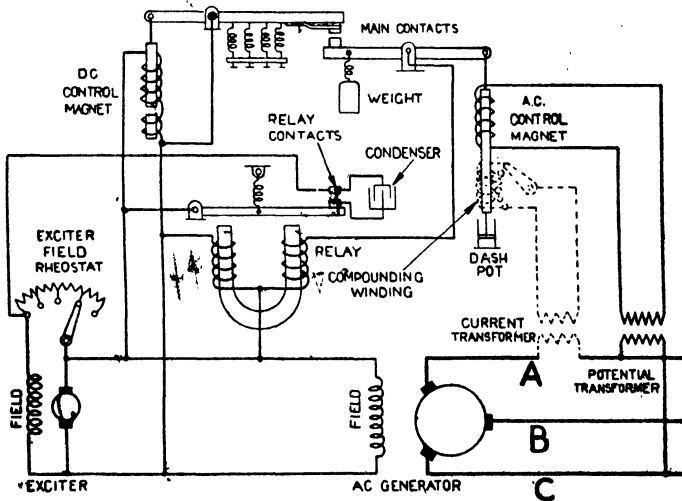 MAIN CONTACTS
DC
CONTROL
MAGNET
WEIGHT
A.C.
CONTROL
MAGNET
RELAY
CONTACTS
CONDENSER
EXCITER
FIELD
RHEOSTAT
RELAY
COMPOUNDING
WINDING
DASH
POT
CURRENT
TRANSFORMER
POTENTIAL
TRANSFORMER
A
FIELD
FIELD
B
EXCITER
AC GENERATOR
C